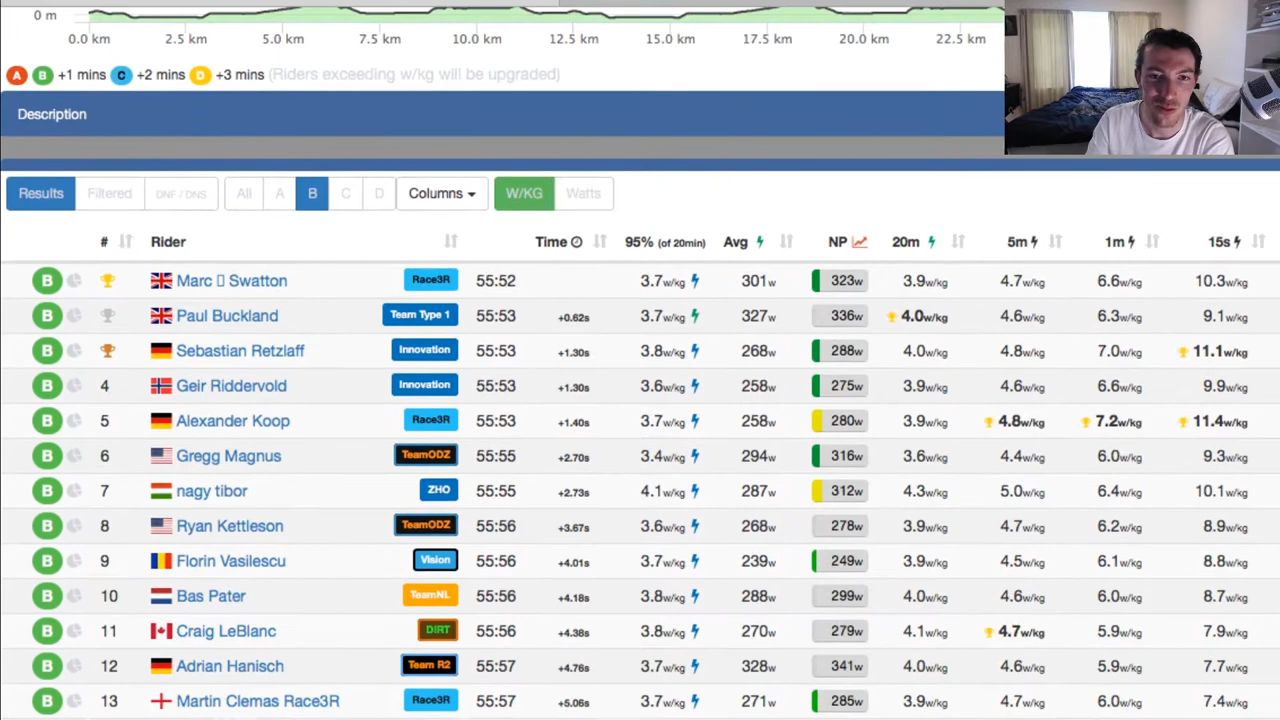 0 m
0.0 km 2.5 km 5.0 km 7.5 km 10.0 km 12.5 km 15.0 km 17.5 km 20.0 km 22.5 km
A B +1 mins C +2 mins D +3 mins (Riders exceeding w/kg will be upgraded)
Description
Results Filtered DNF / DNS All A B C D Columns W/KG Watts
# Rider Time 95% (of 20min) Avg NP 20m 5m 1m 15s
B Marc Swatton Race3R 55:52 3.7w/kg 301w 323w 3.9w/kg 4.7w/kg 6.6w/kg 10.3w/kg
B Paul Buckland Team Type 1 55:53 +0.62s 3.7w/kg 327w 336w 4.0w/kg 4.6w/kg 6.3w/kg 9.1w/kg
B Sebastian Retzlaff Innovation 55:53 +1.30s 3.8w/kg 268w 288w 4.0w/kg 4.8w/kg 7.0w/kg 11.1w/kg
B 4 Geir Riddervold Innovation 55:53 +1.30s 3.6w/kg 258w 275w 3.9w/kg 4.6w/kg 6.6w/kg 9.9w/kg
B 5 Alexander Koop Race3R 55:53 +1.40s 3.7w/kg 258w 280w 3.9w/kg 4.8w/kg 7.2w/kg 11.4w/kg
B 6 Gregg Magnus TeamODZ 55:55 +2.70s 3.4w/kg 294w 316w 3.6w/kg 4.4w/kg 6.0w/kg 9.3w/kg
B 7 nagy tibor ZHO 55:55 +2.73s 4.1w/kg 287w 312w 4.3w/kg 5.0w/kg 6.4w/kg 10.1w/kg
B 8 Ryan Kettleson TeamODZ 55:56 +3.67s 3.6w/kg 268w 278w 3.9w/kg 4.7w/kg 6.2w/kg 8.9w/kg
B 9 Florin Vasilescu Vision 55:56 +4.01s 3.7w/kg 239w 249w 3.9w/kg 4.5w/kg 6.1w/kg 8.8w/kg
B 10 Bas Pater TeamNL 55:56 +4.18s 3.8w/kg 288w 299w 4.0w/kg 4.6w/kg 6.0w/kg 8.7w/kg
B 11 Craig LeBlanc DIRT 55:56 +4.38s 3.8w/kg 270w 279w 4.1w/kg 4.7w/kg 5.9w/kg 7.9w/kg
B 12 Adrian Hanisch Team R2 55:57 +4.76s 3.7w/kg 328w 341w 4.0w/kg 4.6w/kg 5.9w/kg 7.7w/kg
B 13 Martin Clemas Race3R Race3R 55:57 +5.06s 3.7w/kg 271w 285w 3.9w/kg 4.7w/kg 6.0w/kg 7.4w/kg